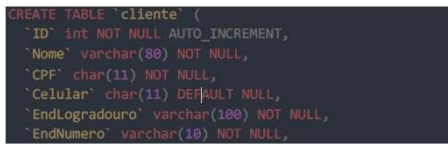 CREATE TABLE `cliente` (
`ID` int NOT NULL AUTO_INCREMENT,
`Nome` varchar(80) NOT NULL,
`CPF` char(11) NOT NULL,
`Celular` char(11) DEFAULT NULL,
`EndLogradouro` varchar(100) NOT NULL,
`EndNumero` varchar(10) NOT NULL,